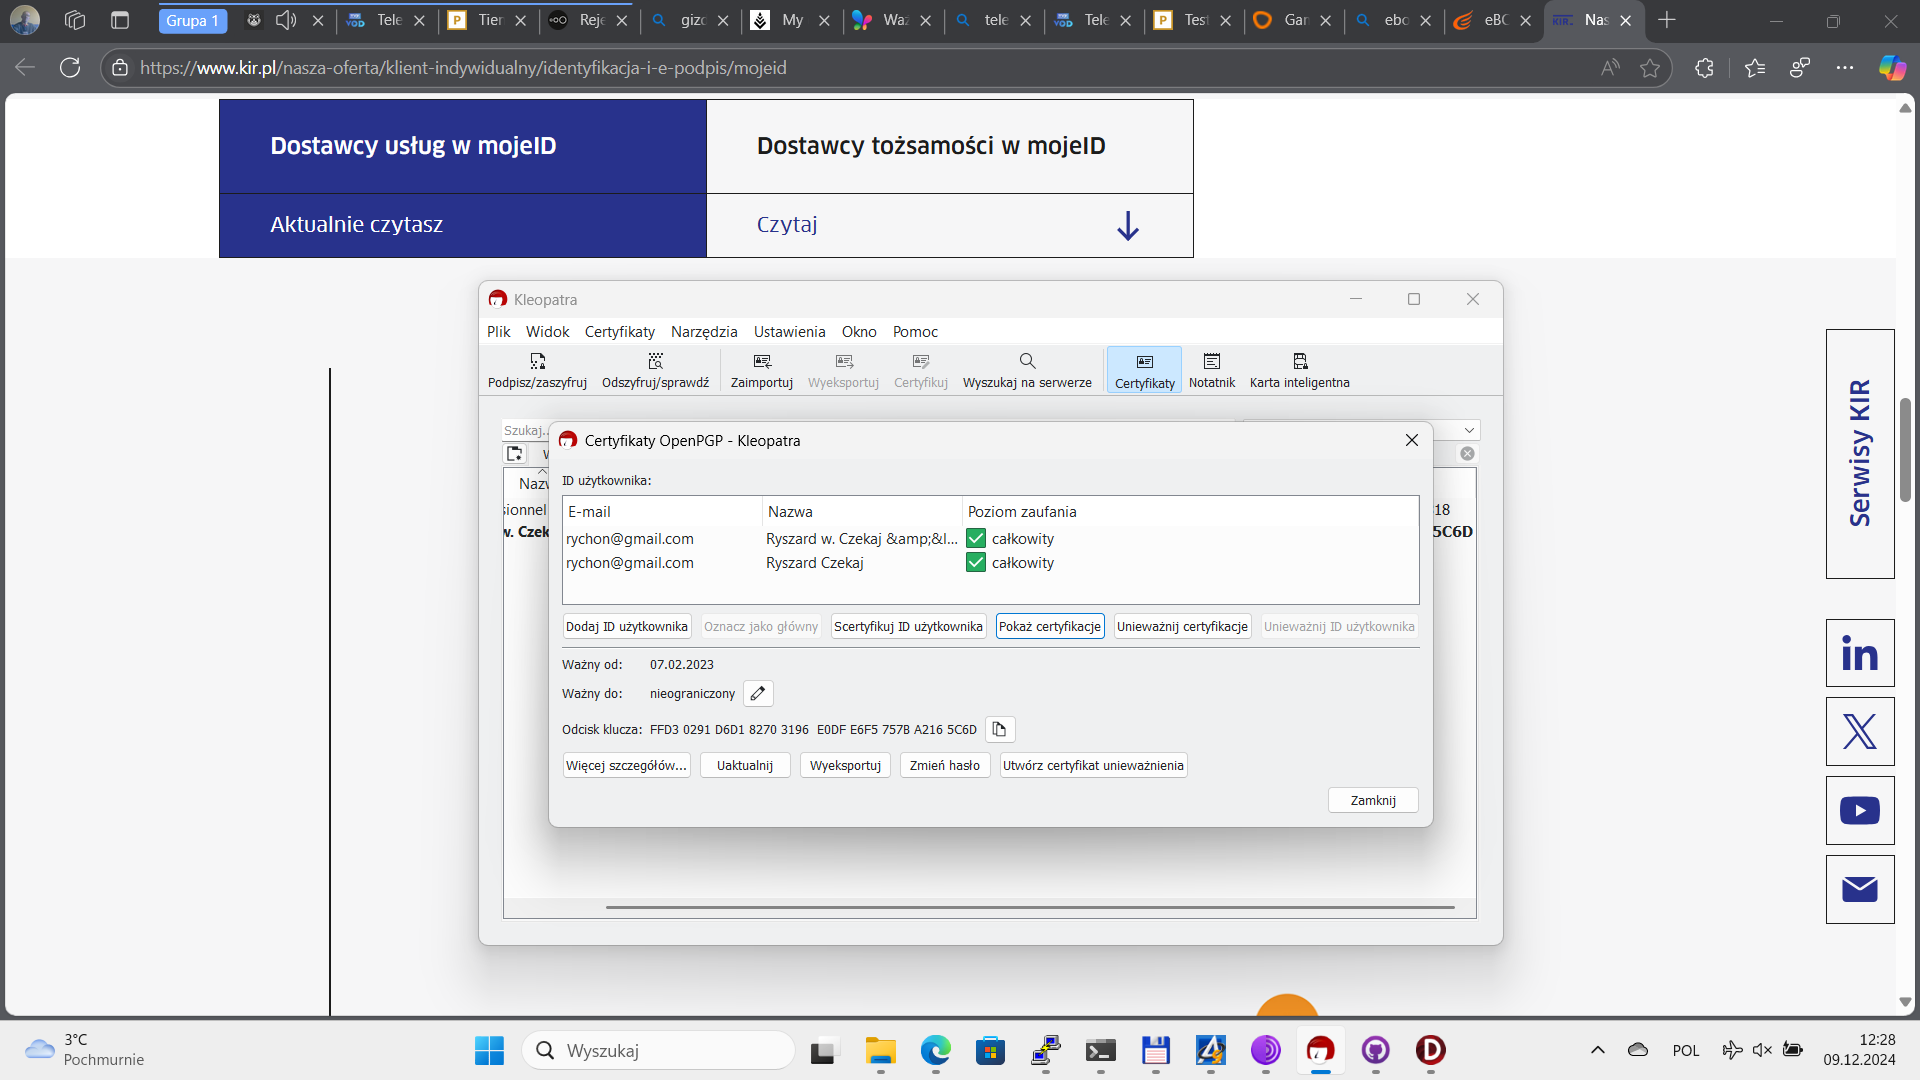 Grupa 1
Tele
Tier
Reje
gizc
My
Waz
tele
Tele
Test
Gan
ebo
eBC
Nas
https://www.kir.pl/nasza-oferta/klient-indywidualny/identyfikacja-i-e-podpis/mojeid
Dostawcy usług w mojeID
Dostawcy tożsamości w mojeID
Aktualnie czytasz
Czytaj
Serwisy KIR
Kleopatra
Plik Widok Certyfikaty Narzędzia Ustawienia Okno Pomoc
Podpisz/zaszyfruj Odszyfruj/sprawdź Zaimportuj Wyeksportuj Certyfikuj Wyszukaj na serwerze Certyfikaty Notatnik Karta inteligentna
Szukaj..
Certyfikaty OpenPGP - Kleopatra
Nazw
ID użytkownika:
sionnel
18
w. Czek
5C6D
E-mail Nazwa Poziom zaufania
rychon@gmail.com Ryszard w. Czekaj &amp;&l... całkowity
rychon@gmail.com Ryszard Czekaj całkowity
Dodaj ID użytkownika Oznacz jako główny Scertyfikuj ID użytkownika Pokaż certyfikacje Unieważnij certyfikacje Unieważnij ID użytkownika
Ważny od: 07.02.2023
Ważny do: nieograniczony
Odcisk klucza: FFD3 0291 D6D1 8270 3196 E0DF E6F5 757B A216 5C6D
Więcej szczegółów... Uaktualnij Wyeksportuj Zmień hasło Utwórz certyfikat unieważnienia
Zamknij
3°C
Pochmurnie
Wyszukaj
POL
12:28
09.12.2024